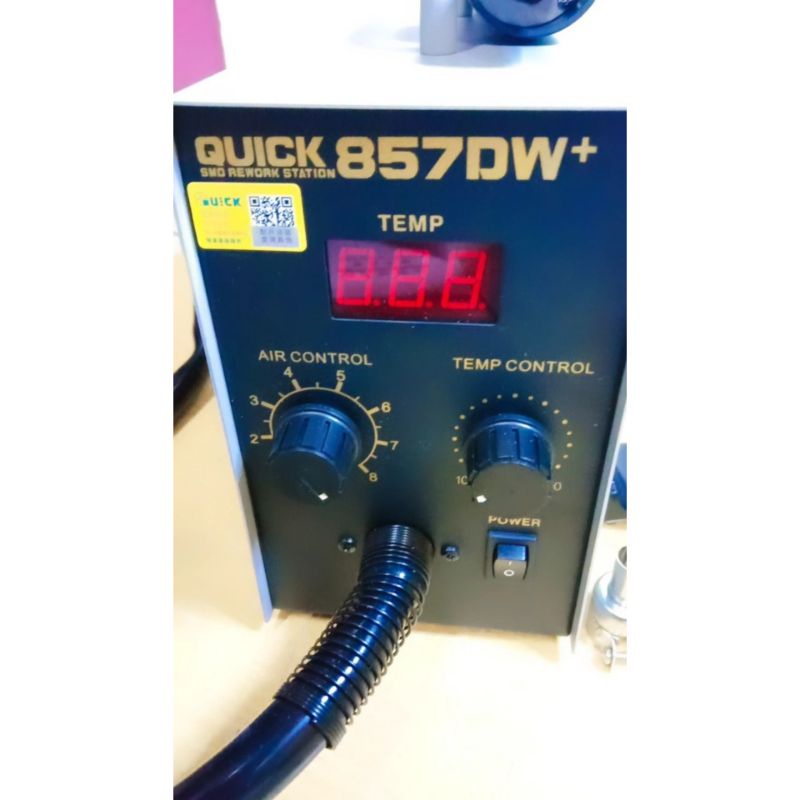 QUICK 857DW+
SMD REWORK STATION
QUICK
TEMP
8.8.8.
AIR CONTROL
TEMP CONTROL
2 3 4 5 6 7 8
10
0
POWER